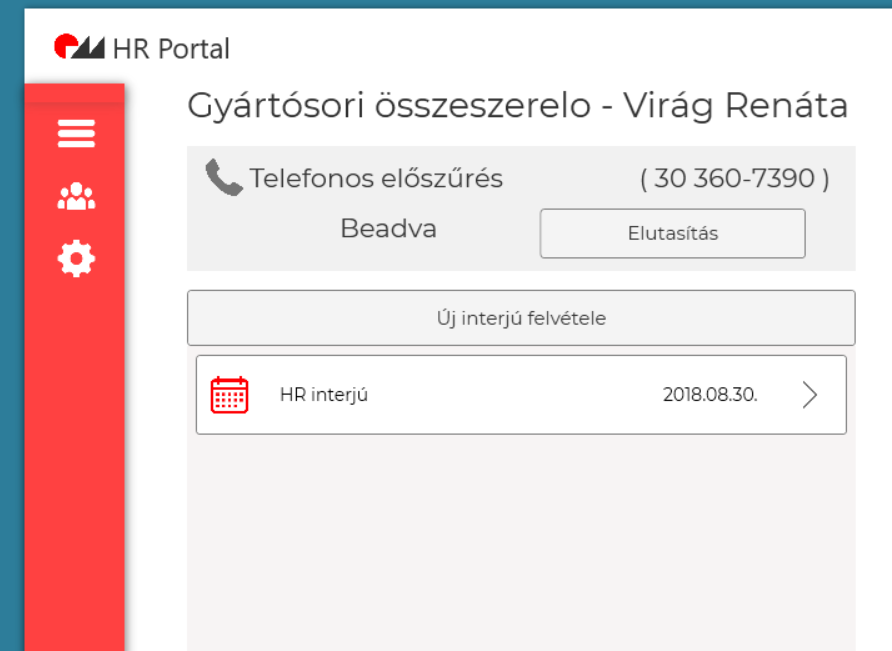 HR Portal
Gyártósori összeszerelo - Virág Renáta
Telefonos előszűrés ( 30 360-7390 )
Beadva Elutasítás
Új interjú felvétele
HR interjú 2018.08.30.